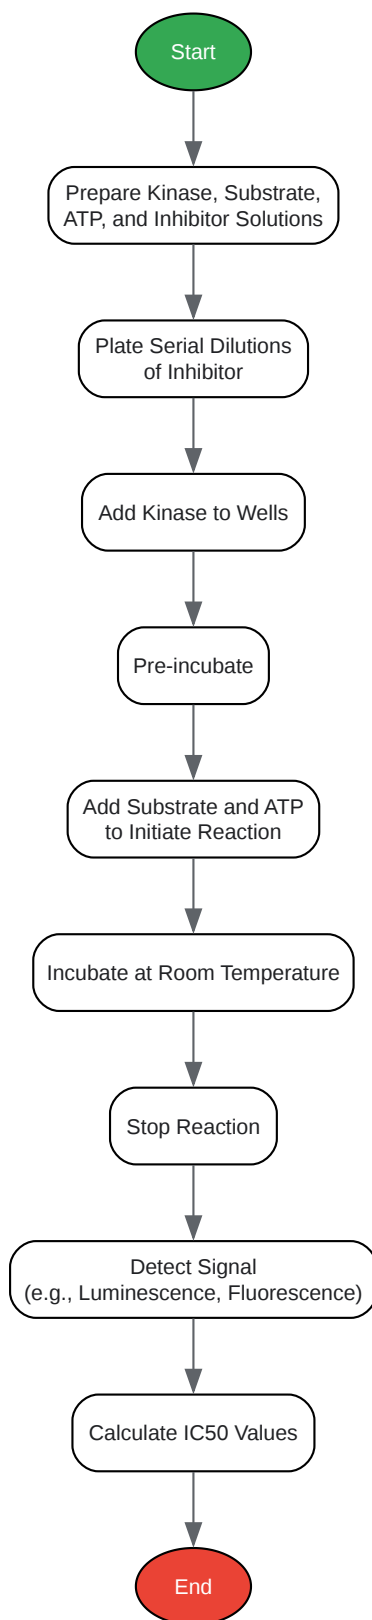 Start
Prepare Kinase, Substrate,
ATP, and Inhibitor Solutions
Plate Serial Dilutions
of Inhibitor
Add Kinase to Wells
Pre-incubate
Add Substrate and ATP
to Initiate Reaction
Incubate at Room Temperature
Stop Reaction
Detect Signal
(e.g., Luminescence, Fluorescence)
Calculate IC50 Values
End